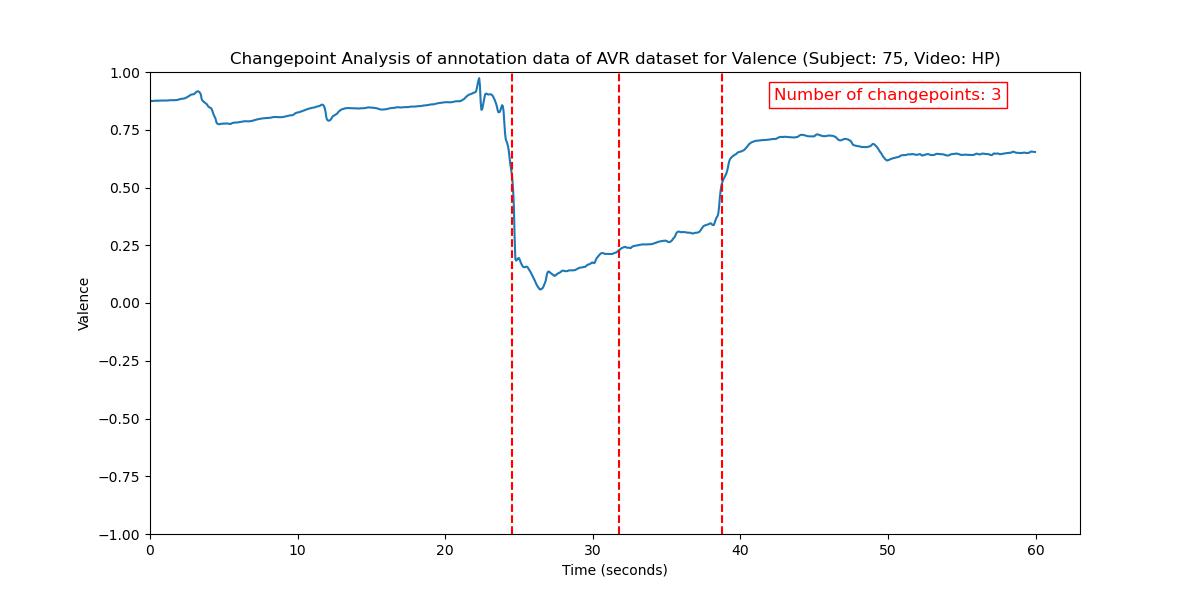 Changepoint Analysis of annotation data of AVR dataset for Valence (Subject: 75, Video: HP)
Number of changepoints: 3
Valence
1.00
0.75
0.50
0.25
0.00
−0.25
−0.50
−0.75
−1.00
0 10 20 30 40 50 60
Time (seconds)